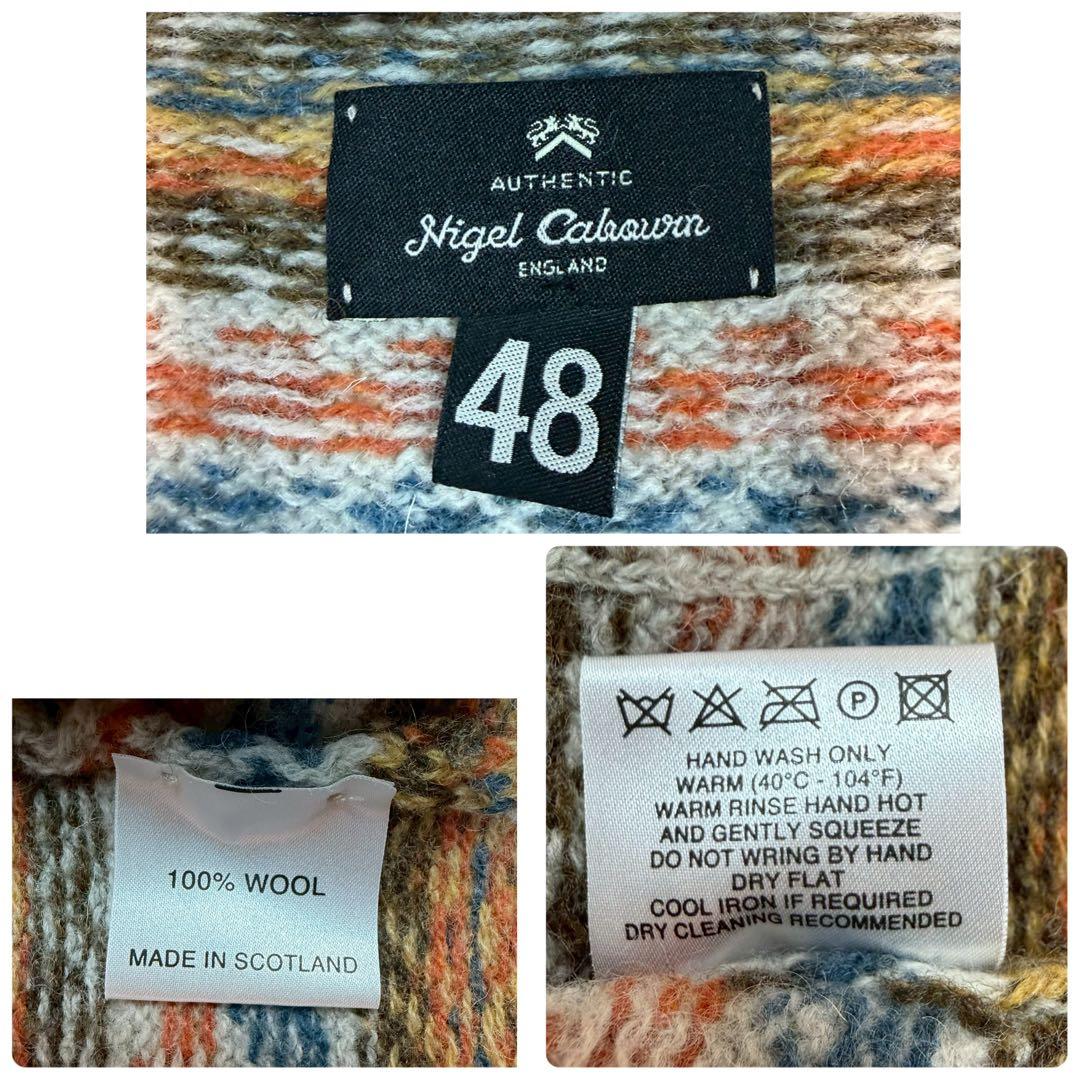 AUTHENTIC
Nigel Cabourn
ENGLAND
48
100% WOOL
MADE IN SCOTLAND
P
HAND WASH ONLY
WARM (40°C - 104°F)
WARM RINSE HAND HOT
AND GENTLY SQUEEZE
DO NOT WRING BY HAND
DRY FLAT
COOL IRON IF REQUIRED
DRY CLEANING RECOMMENDED